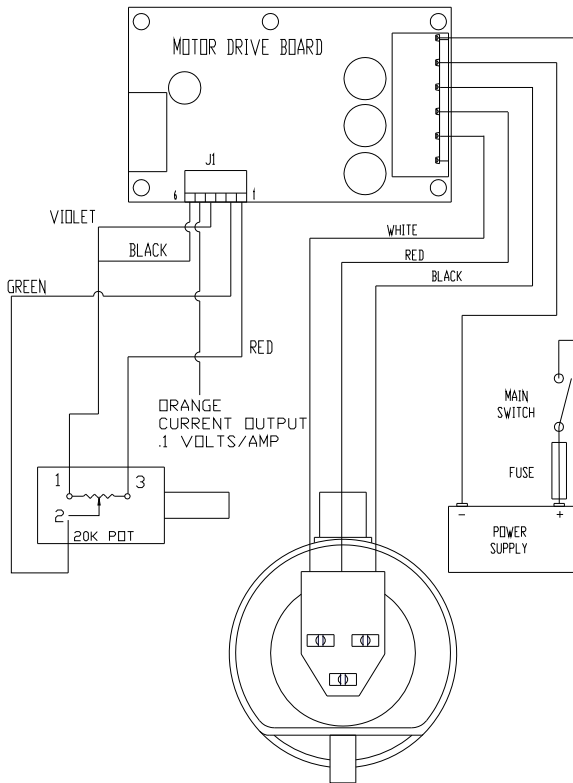 MOTOR DRIVE BOARD
J1
6
1
VIOLET
BLACK
GREEN
RED
WHITE
RED
BLACK
ORANGE
CURRENT OUTPUT
.1 VOLTS/AMP
MAIN
SWITCH
FUSE
1
3
2
20K POT
-
+
POWER
SUPPLY